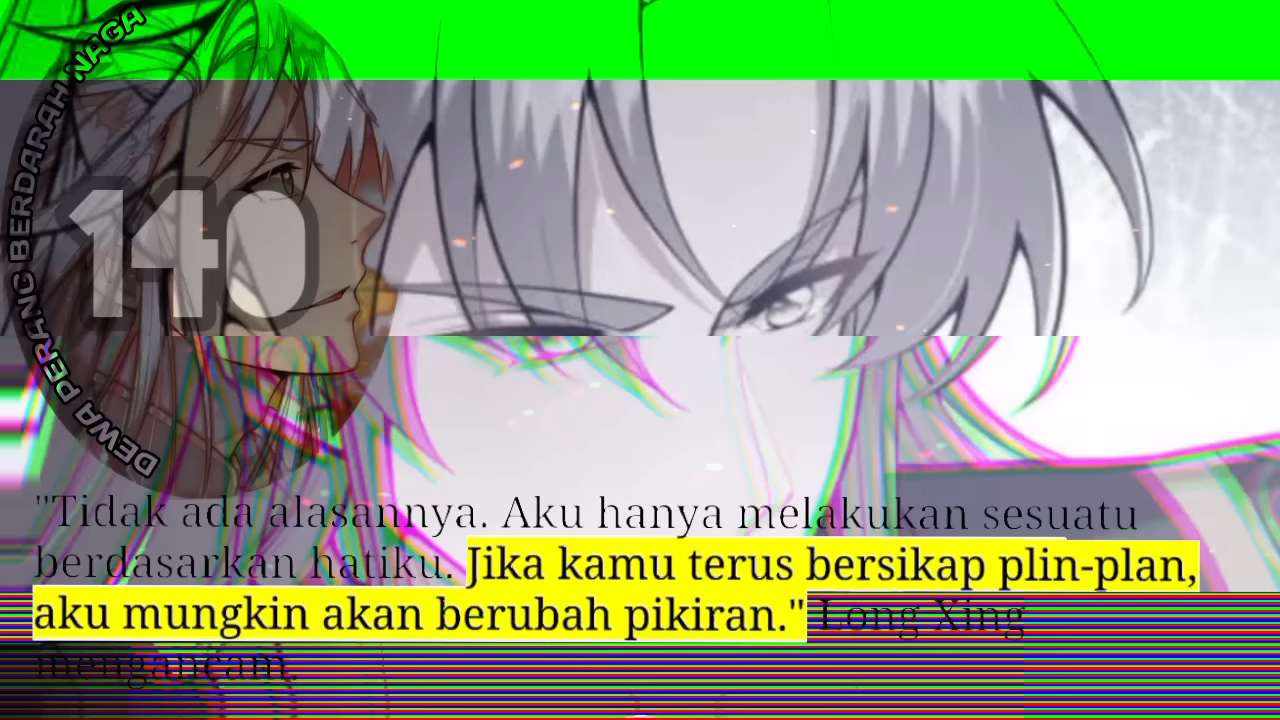 DEWA PERANG BERDARAH NAGA
140
"Tidak ada alasannya. Aku hanya melakukan sesuatu
berdasarkan hatiku. Jika kamu terus bersikap plin-plan,
aku mungkin akan berubah pikiran." Long Xing
mengancam.